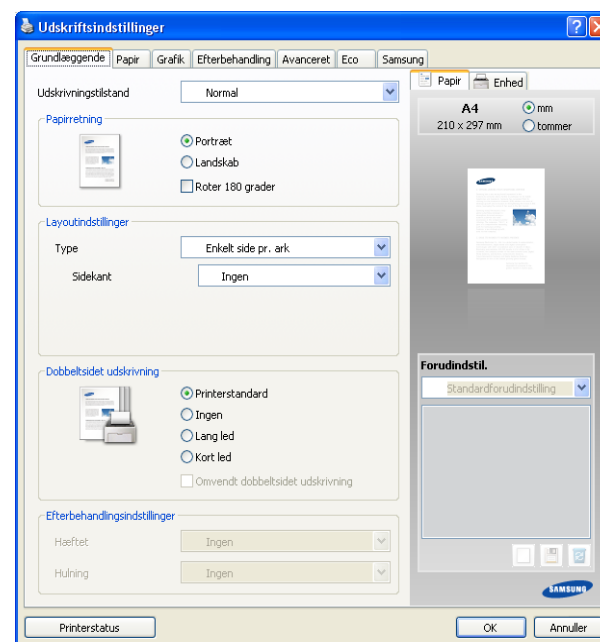 Udskriftsindstillinger
Grundlæggende Papir Grafik Efterbehandling Avanceret Eco Samsung
Udskrivningstilstand Normal
Papirretning
Portræt
Landskab
Roter 180 grader
Layoutindstillinger
Type Enkelt side pr. ark
Sidekant Ingen
Dobbeltsidet udskrivning
Printerstandard
Ingen
Lang led
Kort led
Omvendt dobbeltsidet udskrivning
Efterbehandlingsindstillinger
Hæftet Ingen
Hulning Ingen
Papir Enhed
A4 mm
210 x 297 mm tommer
Forudindstil.
Standardforudindstilling
SAMSUNG
Printerstatus OK Annuller